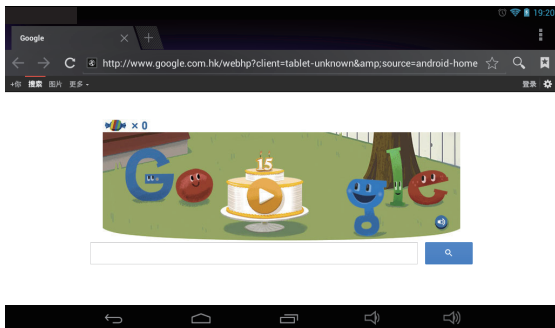 19:20
Google
http://www.google.com.hk/webhp?client=tablet-unknown&amp;source=android-home
+你 搜索 图片 更多 登录
× 0
15
G o gle